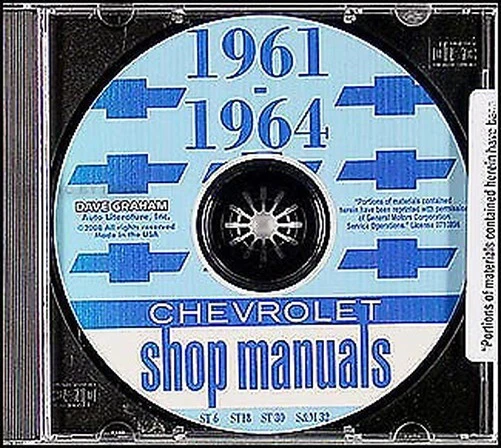 1961
-
1964
DAVE GRAHAM
Auto Literature, Inc.
©2008 All rights reserved
Made in the USA
"Portions of materials contained
herein have been reprinted with permission
of General Motors Corporation,
Service Operations." License
CHEVROLET
shop manuals
ST 6 ST 18 ST 30 S&M 32
"Portions of materials contained herein have